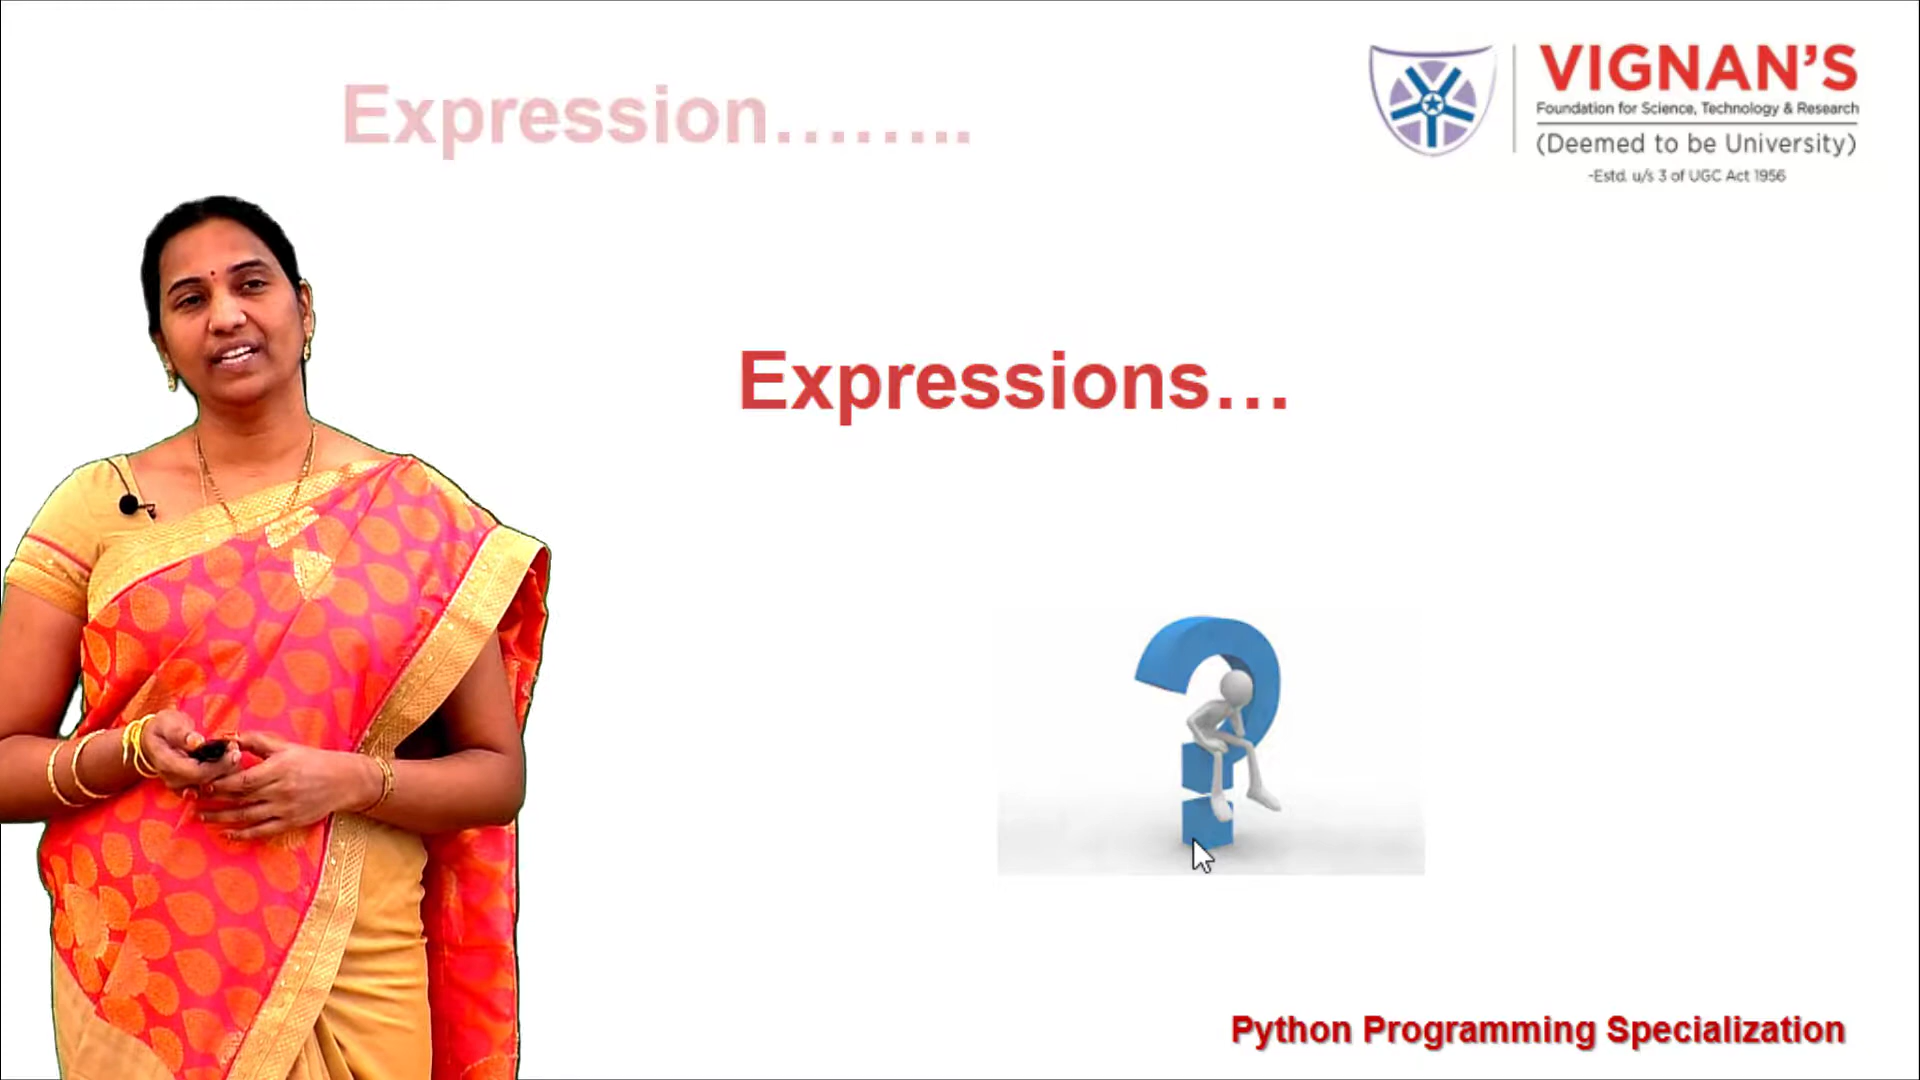 Expression........
VIGNAN'S
Foundation for Science, Technology & Research
(Deemed to be University)
-Estd. u/s 3 of UGC Act 1956
Expressions...
Python Programming Specialization